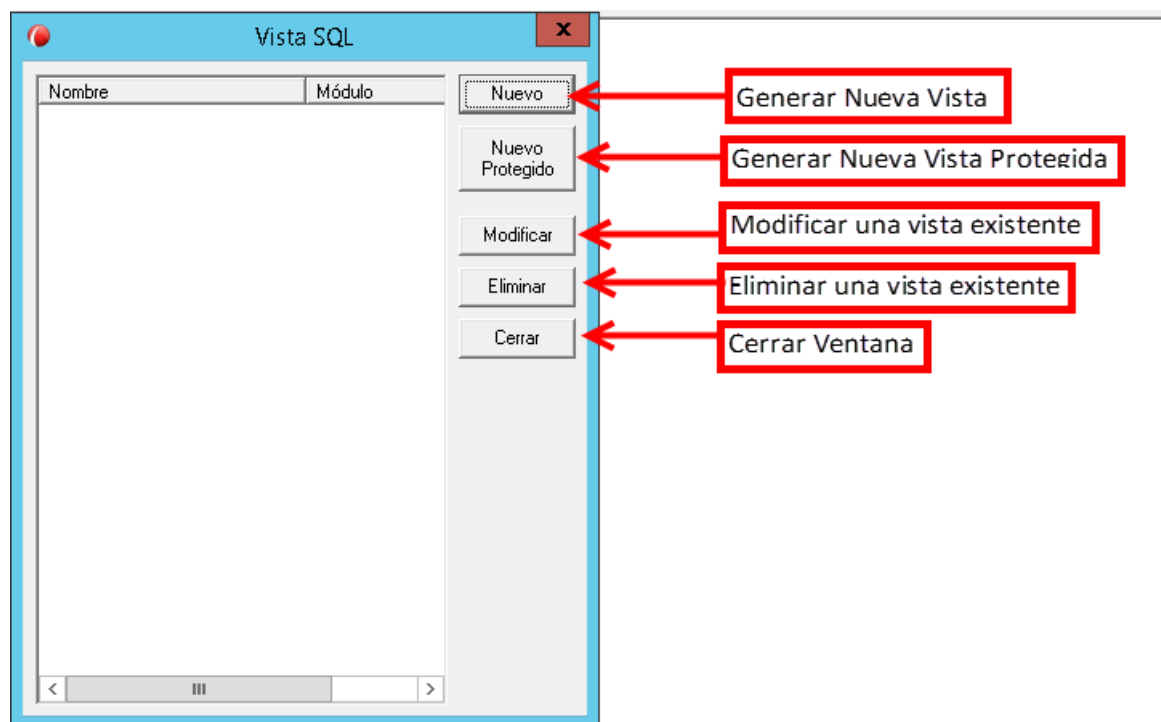 Vista SQL
x
Nombre Módulo
Nuevo
Generar Nueva Vista
Nuevo
Protegido
Generar Nueva Vista Protegida
Modificar
Modificar una vista existente
Eliminar
Eliminar una vista existente
Cerrar
Cerrar Ventana